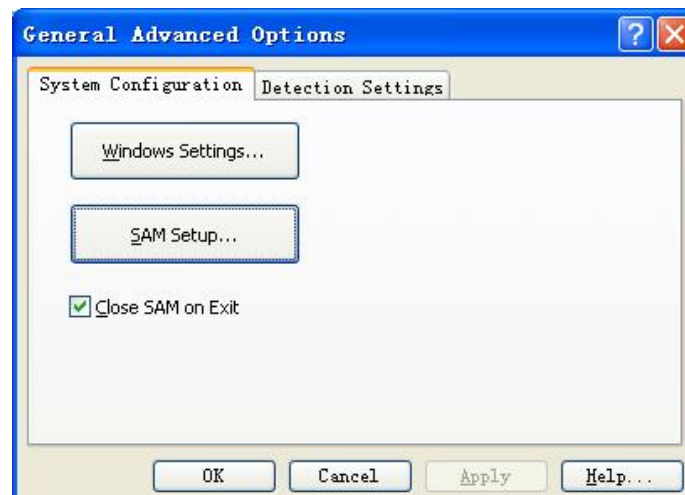 General Advanced Options
System Configuration Detection Settings
Windows Settings...
SAM Setup...
Close SAM on Exit
OK Cancel Apply Help...